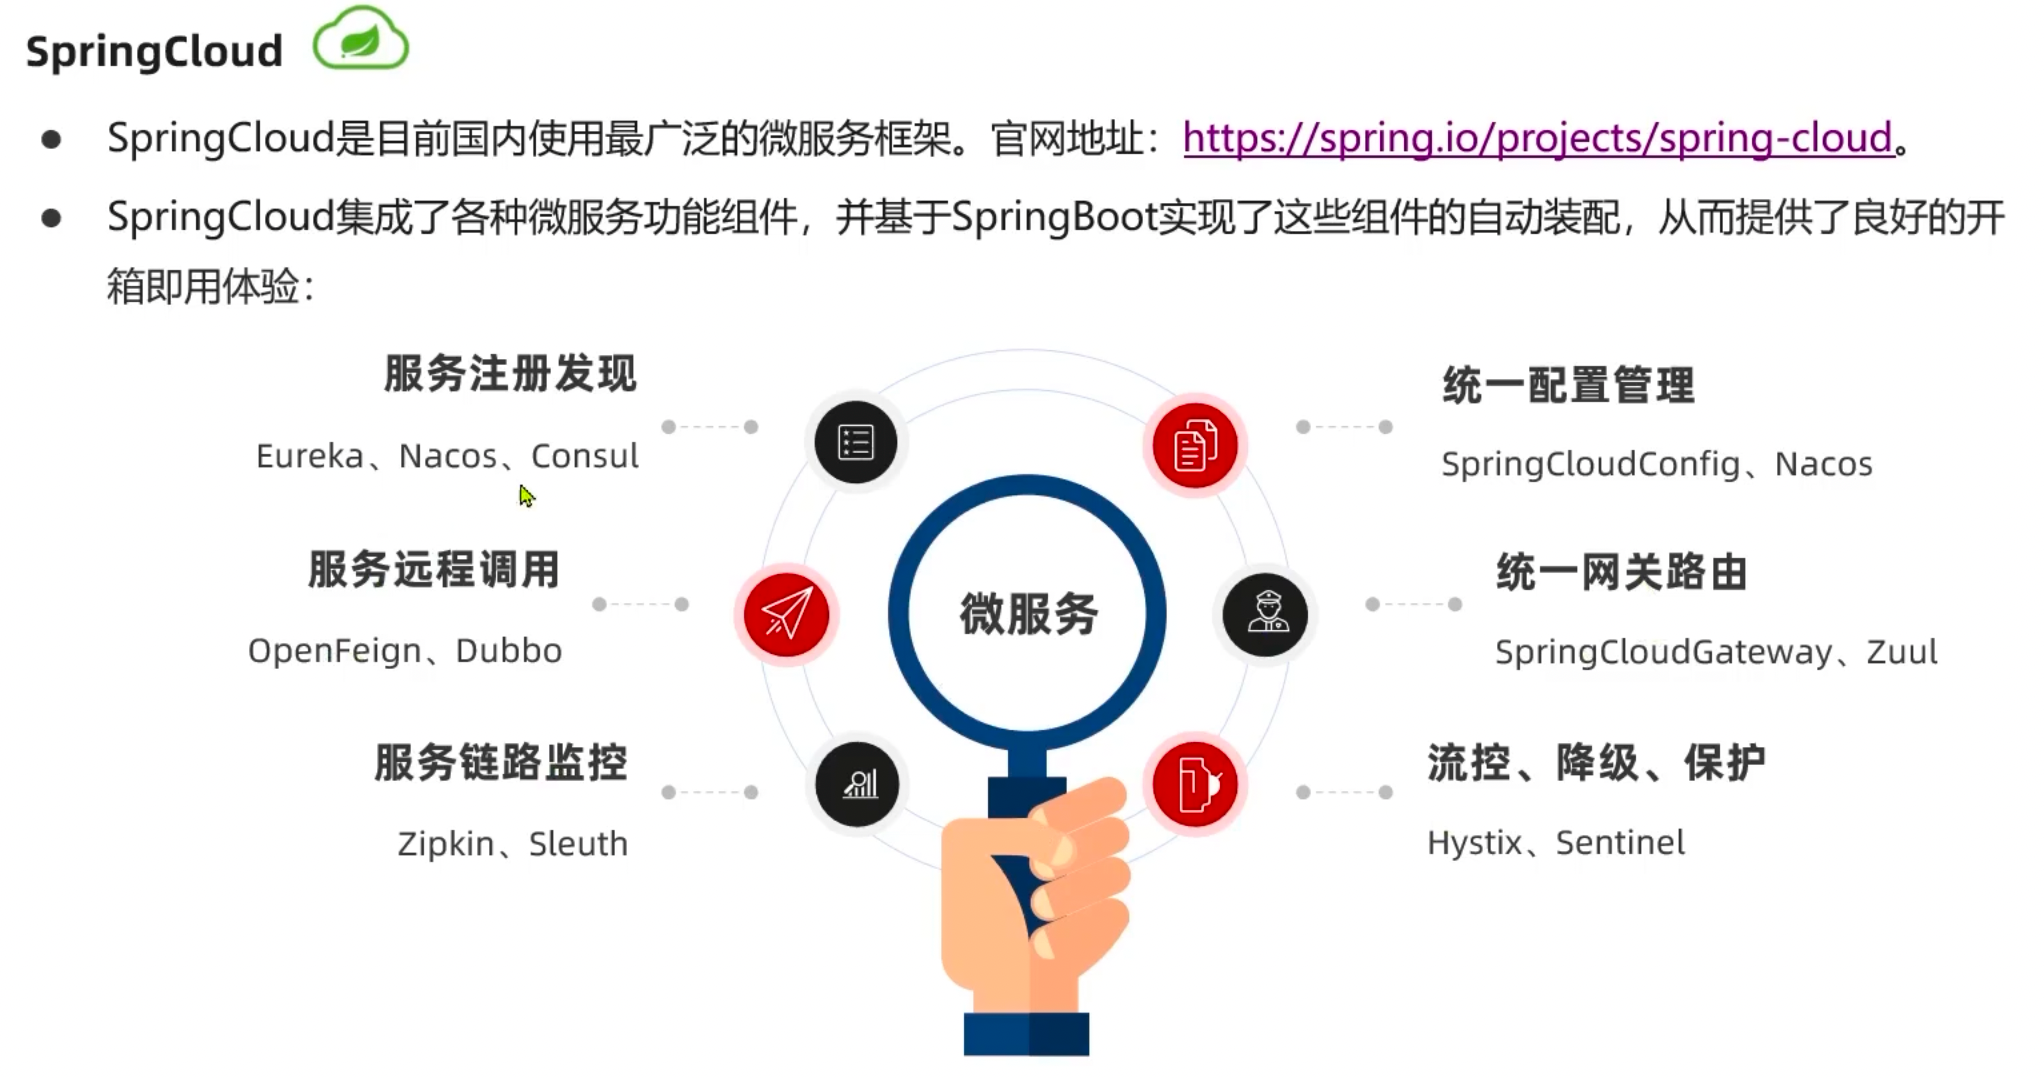 SpringCloud
● SpringCloud是目前国内使用最广泛的微服务框架。官网地址：https://spring.io/projects/spring-cloud。
● SpringCloud集成了各种微服务功能组件，并基于SpringBoot实现了这些组件的自动装配，从而提供了良好的开
箱即用体验：
服务注册发现
Eureka、Nacos、Consul
服务远程调用
OpenFeign、Dubbo
服务链路监控
Zipkin、Sleuth
微服务
统一配置管理
SpringCloudConfig、Nacos
统一网关路由
SpringCloudGateway、Zuul
流控、降级、保护
Hystix、Sentinel